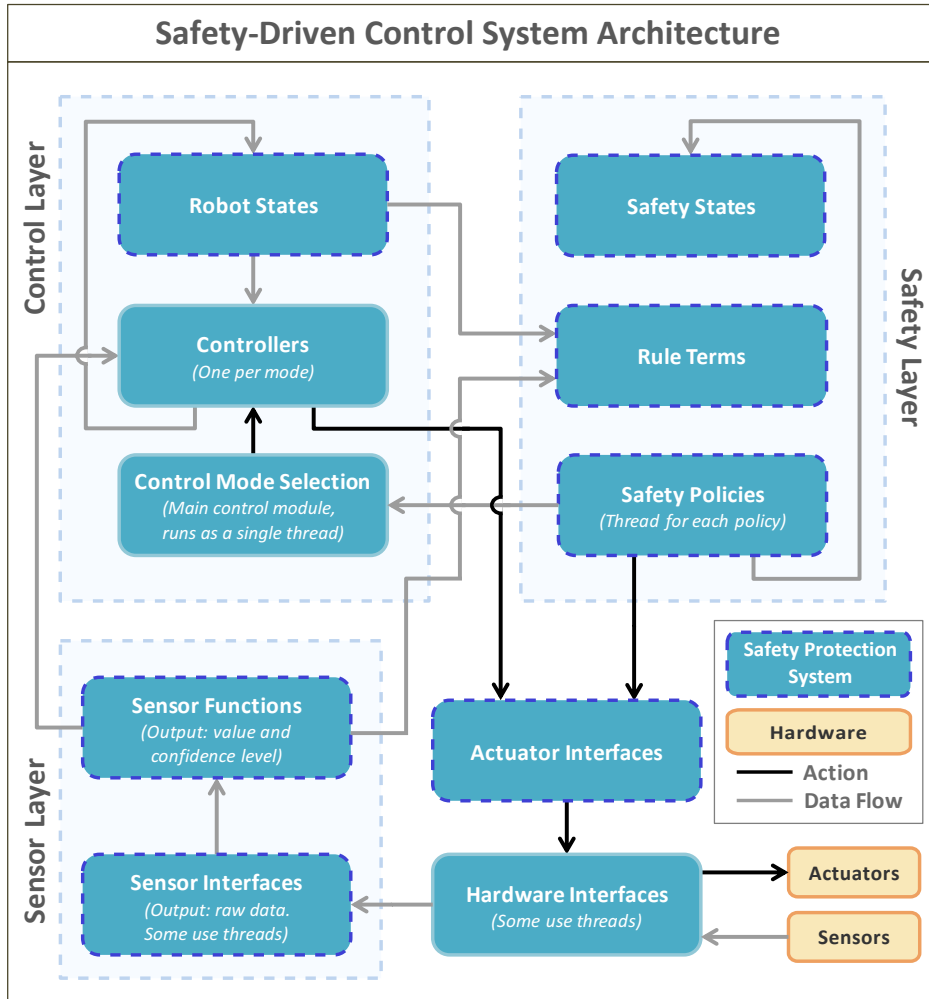 Safety-Driven Control System Architecture
Control Layer
Robot States
Controllers
(One per mode)
Control Mode Selection
(Main control module,
runs as a single thread)
Safety Layer
Safety States
Rule Terms
Safety Policies
(Thread for each policy)
Sensor Layer
Sensor Functions
(Output: value and
confidence level)
Sensor Interfaces
(Output: raw data.
Some use threads)
Actuator Interfaces
Hardware Interfaces
(Some use threads)
Safety Protection
System
Hardware
Action
Data Flow
Actuators
Sensors